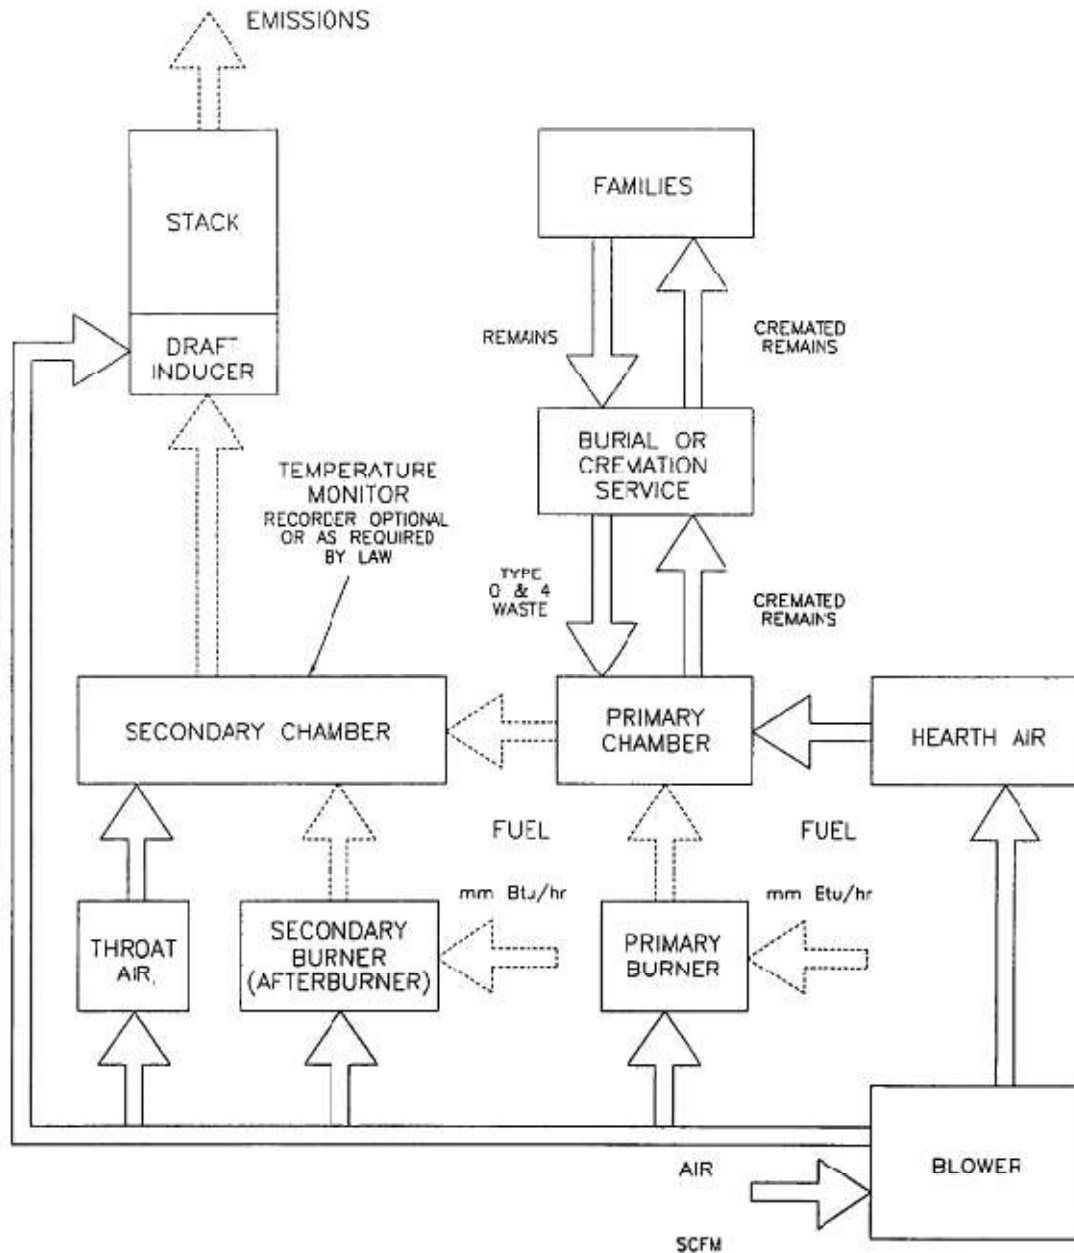 EMISSIONS
STACK
FAMILIES
DRAFT
INDUCER
REMAINS
CREMATED
REMAINS
BURIAL OR
CREMATION
SERVICE
TEMPERATURE
MONITOR
RECORDER OPTIONAL
OR AS REQUIRED
BY LAW
TYPE
0 & 4
WASTE
CREMATED
REMAINS
SECONDARY CHAMBER
PRIMARY
CHAMBER
HEARTH AIR
FUEL
FUEL
mm Btu/hr
mm Etu/hr
THROAT
AIR
SECONDARY
BURNER
(AFTERBURNER)
PRIMARY
BURNER
AIR
BLOWER
SCFM